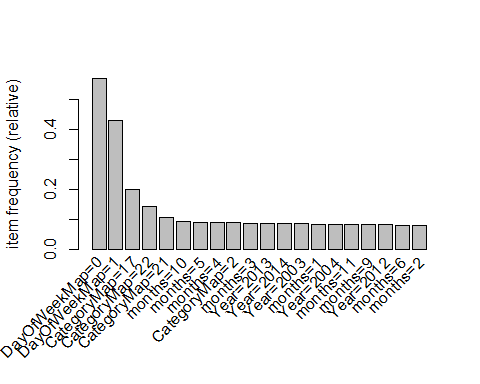 item frequency (relative)
0.0
0.2
0.4
DayOfWeekMap=0
DayOfWeekMap=1
CategoryMap=17
CategoryMap=22
CategoryMap=21
months=10
months=5
months=4
CategoryMap=2
months=3
Year=2013
Year=2014
Year=2003
months=1
Year=2004
months=11
months=9
Year=2012
months=6
months=2